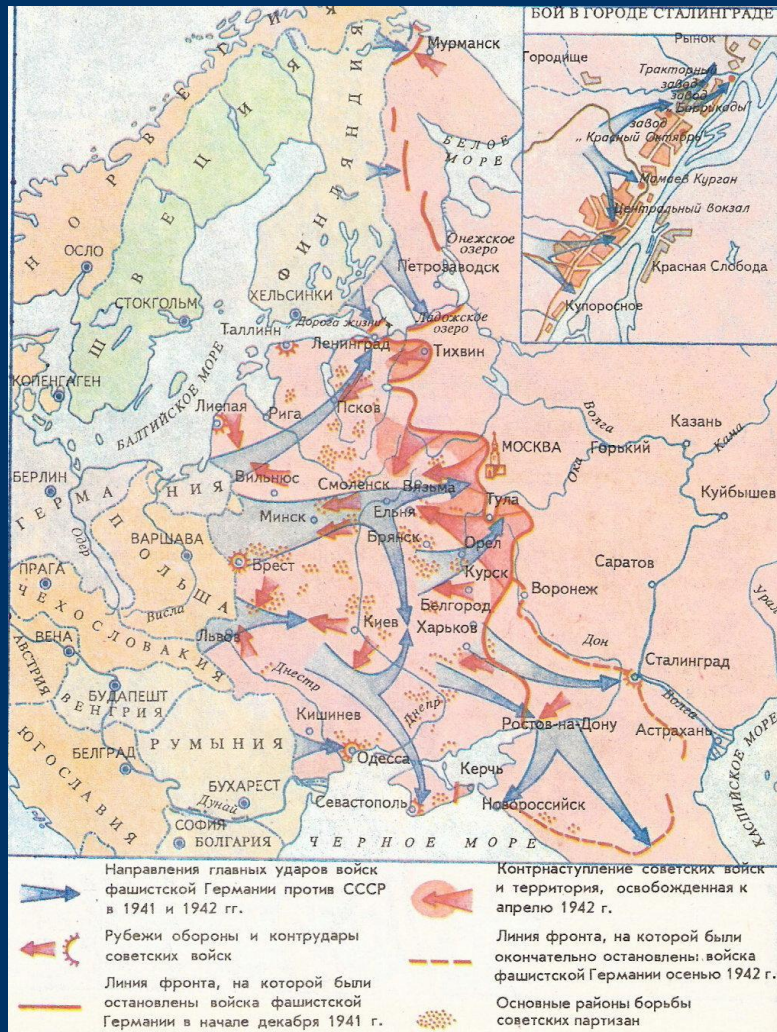 БОЙ В ГОРОДЕ СТАЛИНГРАДЕ
Рынок
Городище
Тракторный
завод
завод
"Баррикады"
завод
"Красный Октябрь"
Мамаев Курган
Центральный вокзал
Красная Слобода
Купоросное
Мурманск
БЕЛОЕ
МОРЕ
НОРВЕГИЯ
ШВЕЦИЯ
ФИНЛЯНДИЯ
Онежское
озеро
Петрозаводск
ОСЛО
СТОКГОЛЬМ
ХЕЛЬСИНКИ
Таллинн
"Дорога жизни"
Ладожское
озеро
Ленинград
Тихвин
КОПЕНГАГЕН
БАЛТИЙСКОЕ МОРЕ
Лиепая
Рига
Псков
Волга
Казань
Кама
МОСКВА
Горький
Ока
БЕРЛИН
ГЕРМАНИЯ
Вильнюс
Смоленск
Вязьма
Тула
Куйбышев
Минск
Ельня
Одер
ПОЛЬША
ВАРШАВА
Брянск
Орел
Брест
Курск
Саратов
ПРАГА
Висла
Воронеж
Урал
ЧЕХОСЛОВАКИЯ
Белгород
Киев
Харьков
Дон
Львов
Сталинград
ВЕНА
АВСТРИЯ
Днестр
БУДАПЕШТ
ВЕНГРИЯ
Днепр
Волга
Кишинев
Ростов-на-Дону
Астрахань
ЮГОСЛАВИЯ
БЕЛГРАД
РУМЫНИЯ
Одесса
Керчь
КАСПИЙСКОЕ МОРЕ
БУХАРЕСТ
Дунай
Севастополь
Новороссийск
СОФИЯ
БОЛГАРИЯ
ЧЕРНОЕ МОРЕ
Направления главных ударов войск
фашистской Германии против СССР
в 1941 и 1942 гг.
Рубежи обороны и контрудары
советских войск
Линия фронта, на которой были
остановлены войска фашистской
Германии в начале декабря 1941 г.
Контрнаступление советских войск
и территория, освобожденная к
апрелю 1942 г.
Линия фронта, на которой были
окончательно остановлены войска
фашистской Германии осенью 1942 г.
Основные районы борьбы
советских партизан